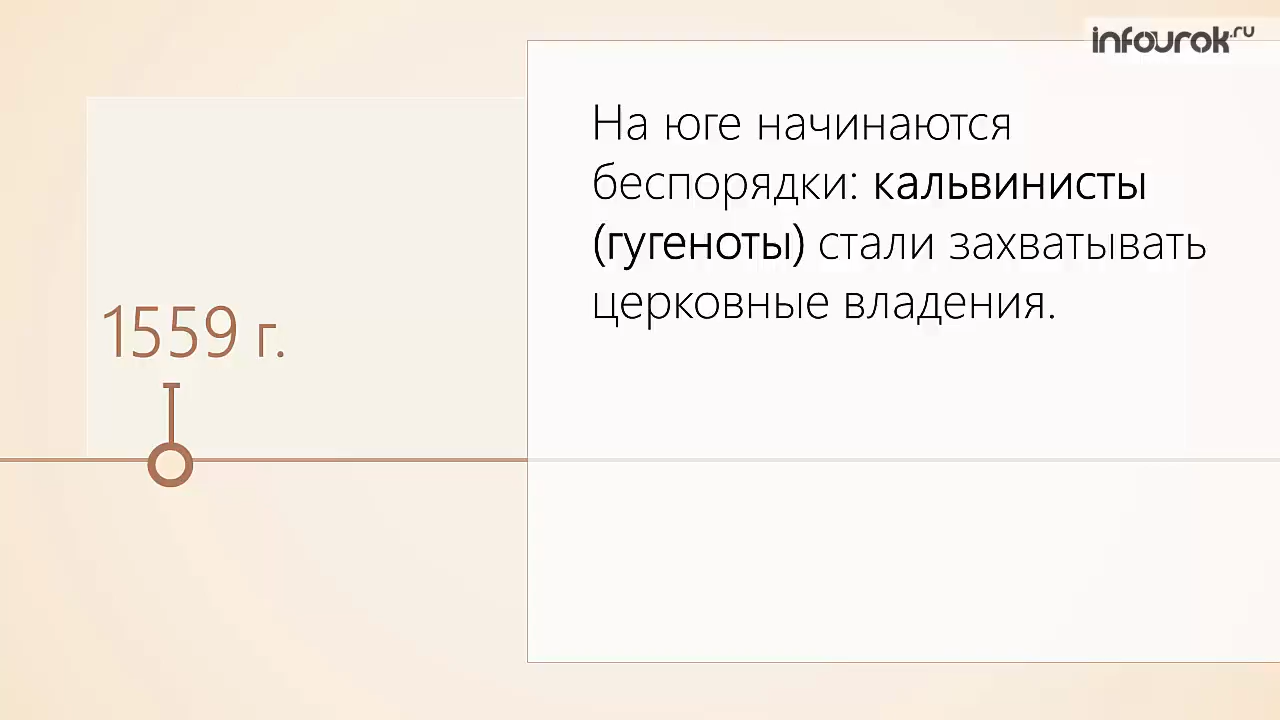 infourok.ru
На юге начинаются
беспорядки: кальвинисты
(гугеноты) стали захватывать
церковные владения.
1559 г.